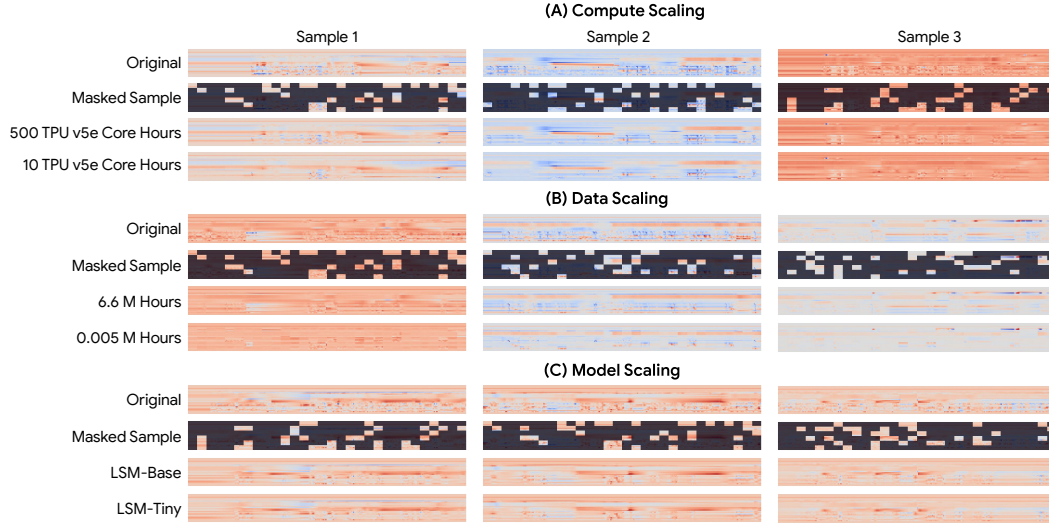 (A) Compute Scaling
Sample 1 Sample 2 Sample 3
Original
Masked Sample
500 TPU v5e Core Hours
10 TPU v5e Core Hours
(B) Data Scaling
Original
Masked Sample
6.6 M Hours
0.005 M Hours
(C) Model Scaling
Original
Masked Sample
LSM-Base
LSM-Tiny